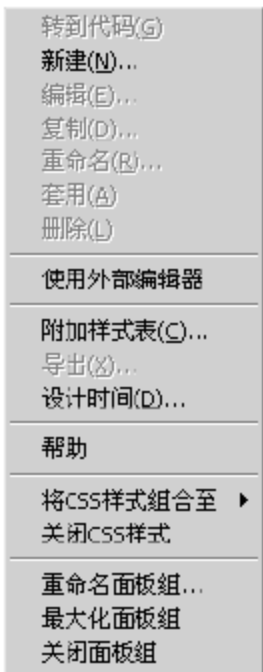 转到代码(G)
新建(N)...
编辑(E)...
复制(D)...
重命名(R)...
套用(A)
删除(L)
使用外部编辑器
附加样式表(C)...
导出(X)...
设计时间(D)...
帮助
将CSS样式组合至
关闭CSS样式
重命名面板组...
最大化面板组
关闭面板组